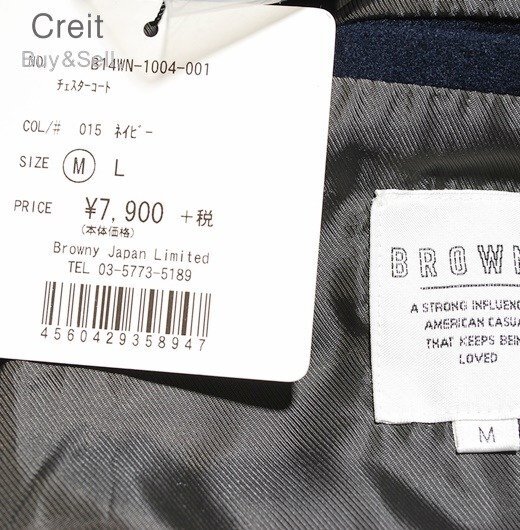 Creit
Buy&Sell
NO. B14WN-1004-001
チェスターコート
COL/# 015 ネイビー
SIZE M L
PRICE ¥7,900 +税
(本体価格)
Browny Japan Limited
TEL 03-5773-5189
4560429358947
BROWN
A STRONG INFLUENC
AMERICAN CASUA
THAT KEEPS BEIN
LOVED
M